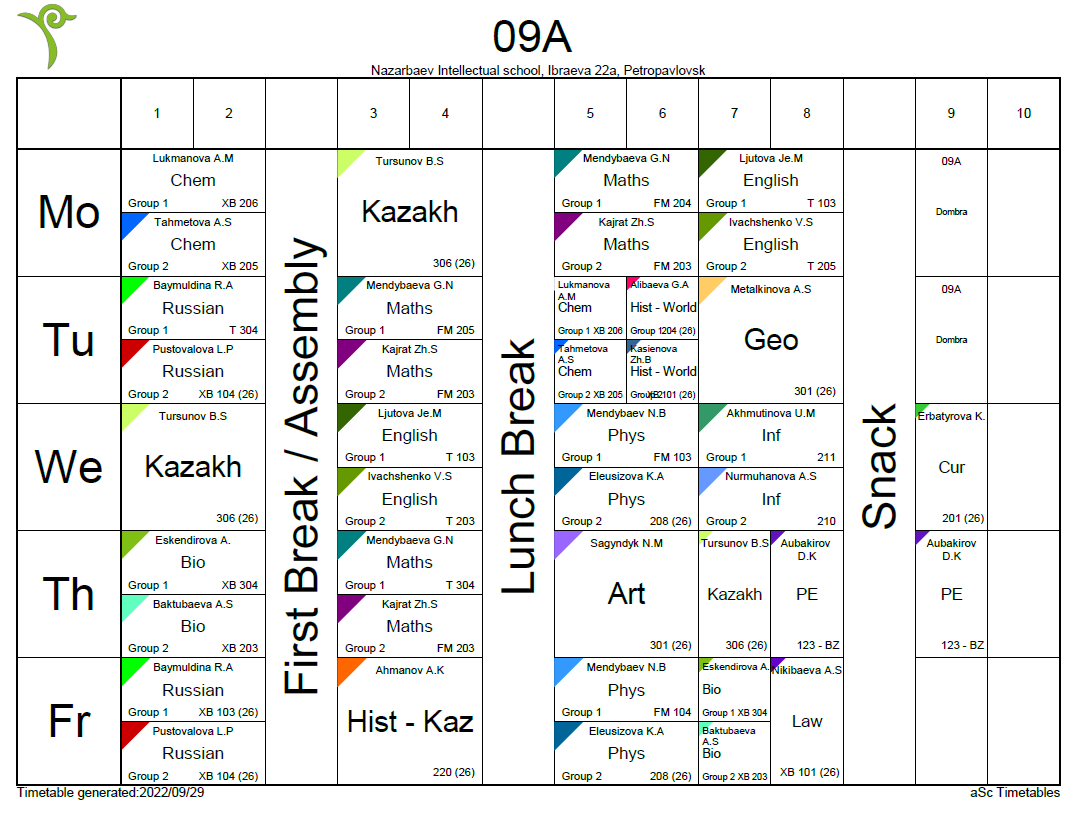 09A
Nazarbaev Intellectual school, Ibraeva 22a, Petropavlovsk
1 2 3 4 5 6 7 8 9 10
First Break / Assembly
Lunch Break
Snack
Mo
Lukmanova A.M
Chem
Group 1 XB 206
Tahmetova A.S
Chem
Group 2 XB 205
Tursunov B.S
Kazakh
306 (26)
Mendybaeva G.N
Maths
Group 1 FM 204
Kajrat Zh.S
Maths
Group 2 FM 203
Ljutova Je.M
English
Group 1 T 103
Ivachshenko V.S
English
Group 2 T 205
09A
Dombra
Tu
Baymuldina R.A
Russian
Group 1 T 304
Pustovalova L.P
Russian
Group 2 XB 104 (26)
Mendybaeva G.N
Maths
Group 1 FM 205
Kajrat Zh.S
Maths
Group 2 FM 203
Lukmanova
A.M
Chem
Group 1 XB 206
Tahmetova
A.S
Chem
Group 2 XB 205
Alibaeva G.A
Hist - World
Group 1204 (26)
Kasienova
Zh.B
Hist - World
Group 2 XB 101 (26)
Metalkinova A.S
Geo
301 (26)
09A
Dombra
We
Tursunov B.S
Kazakh
306 (26)
Ljutova Je.M
English
Group 1 T 103
Ivachshenko V.S
English
Group 2 T 203
Mendybaev N.B
Phys
Group 1 FM 103
Eleusizova K.A
Phys
Group 2 208 (26)
Akhmutinova U.M
Inf
Group 1 211
Nurmuhanova A.S
Inf
Group 2 210
Erbatyrova K.
Cur
201 (26)
Th
Eskendirova A.
Bio
Group 1 XB 304
Baktubaeva A.S
Bio
Group 2 XB 203
Mendybaeva G.N
Maths
Group 1 T 304
Kajrat Zh.S
Maths
Group 2 FM 203
Sagyndyk N.M
Art
301 (26)
Tursunov B.S
Kazakh
306 (26)
Aubakirov
D.K
PE
123 - BZ
Aubakirov
D.K
PE
123 - BZ
Fr
Baymuldina R.A
Russian
Group 1 XB 103 (26)
Pustovalova L.P
Russian
Group 2 XB 104 (26)
Ahmanov A.K
Hist - Kaz
220 (26)
Mendybaev N.B
Phys
Group 1 FM 104
Eleusizova K.A
Phys
Group 2 208 (26)
Eskendirova A.
Bio
Group 1 XB 304
Baktubaeva
A.S
Bio
Group 2 XB 203
Nikibaeva A.S
Law
XB 101 (26)
Timetable generated:2022/09/29
aSc Timetables